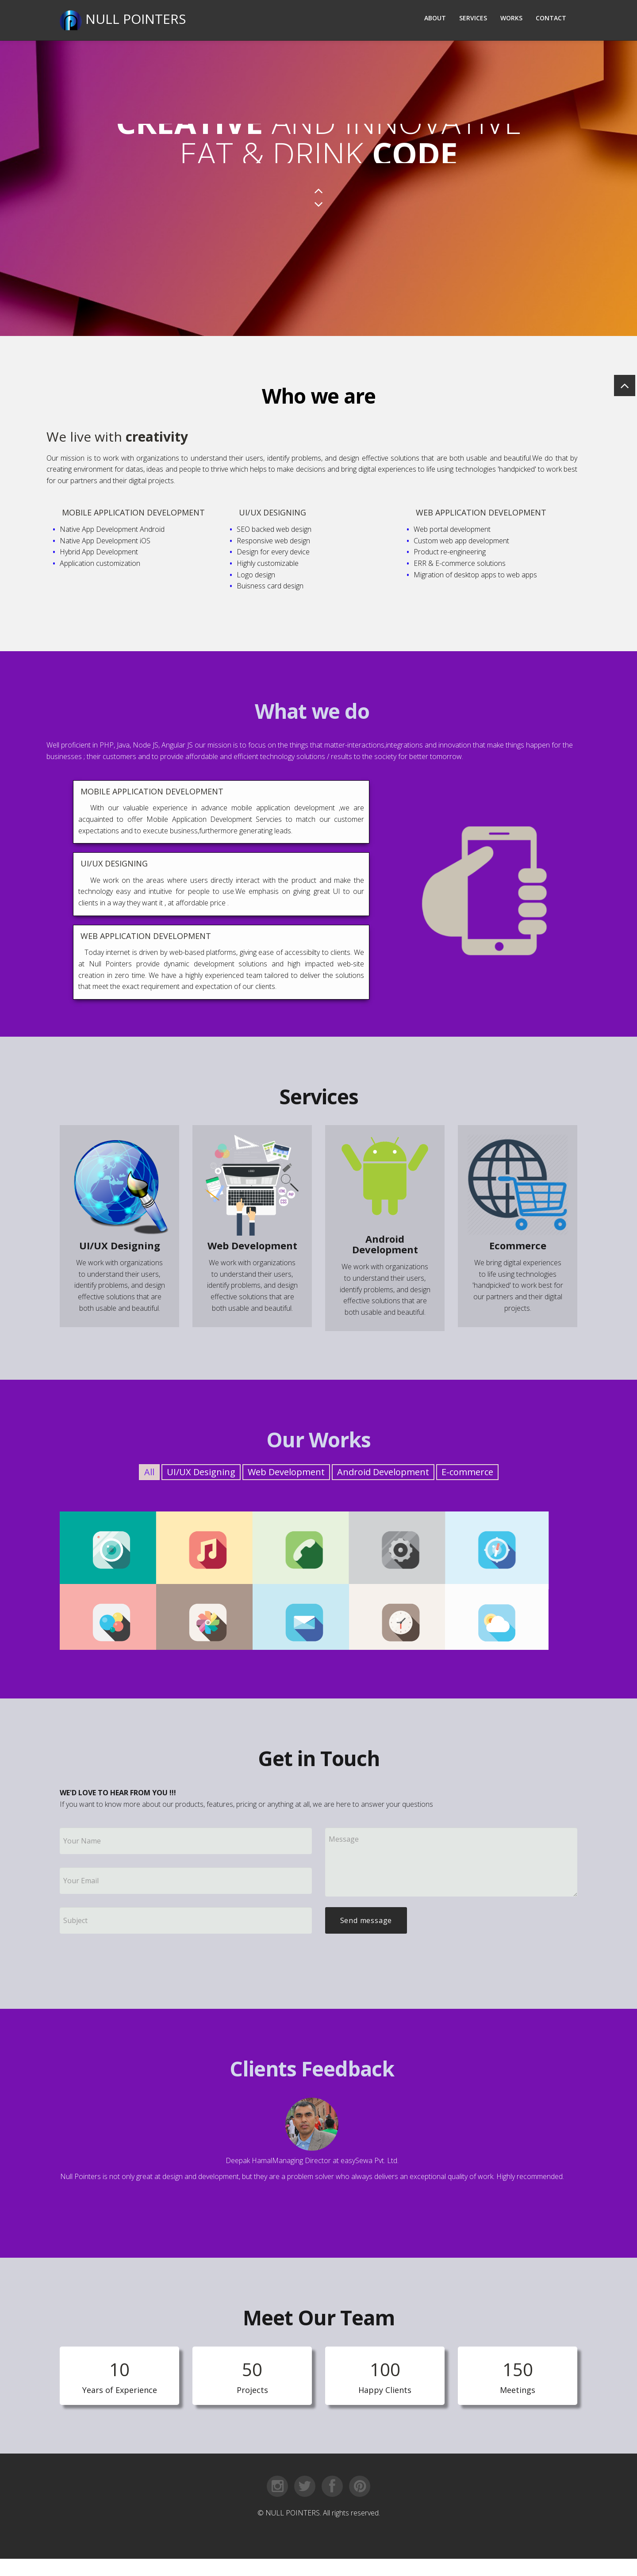 NULL POINTERS
ABOUT SERVICES WORKS CONTACT
CREATIVE AND INNOVATIVE
EAT & DRINK CODE
Who we are
We live with creativity
Our mission is to work with organizations to understand their users, identify problems, and design effective solutions that are both usable and beautiful.We do that by
creating environment for datas, ideas and people to thrive which helps to make decisions and bring digital experiences to life using technologies 'handpicked' to work best
for our partners and their digital projects.
MOBILE APPLICATION DEVELOPMENT
Native App Development Android
Native App Development iOS
Hybrid App Development
Application customization
UI/UX DESIGNING
SEO backed web design
Responsive web design
Design for every device
Highly customizable
Logo design
Buisness card design
WEB APPLICATION DEVELOPMENT
Web portal development
Custom web app development
Product re-engineering
ERR & E-commerce solutions
Migration of desktop apps to web apps
What we do
Well proficient in PHP, Java, Node JS, Angular JS our mission is to focus on the things that matter-interactions,integrations and innovation that make things happen for the
businesses ; their customers and to provide affordable and efficient technology solutions / results to the society for better tomorrow.
MOBILE APPLICATION DEVELOPMENT
With our valuable experience in advance mobile application development ,we are
acquainted to offer Mobile Application Development Servcies to match our customer
expectations and to execute business,furthermore generating leads.
UI/UX DESIGNING
We work on the areas where users directly interact with the product and make the
technology easy and intuitive for people to use.We emphasis on giving great UI to our
clients in a way they want it , at affordable price .
WEB APPLICATION DEVELOPMENT
Today internet is driven by web-based platforms, giving ease of accessibilty to clients. We
at Null Pointers provide dynamic development solutions and high impacted web-site
creation in zero time. We have a highly experienced team tailored to deliver the solutions
that meet the exact requirement and expectation of our clients.
Services
UI/UX Designing
We work with organizations
to understand their users,
identify problems, and design
effective solutions that are
both usable and beautiful.
Web Development
We work with organizations
to understand their users,
identify problems, and design
effective solutions that are
both usable and beautiful.
Android
Development
We work with organizations
to understand their users,
identify problems, and design
effective solutions that are
both usable and beautiful.
Ecommerce
We bring digital experiences
to life using technologies
'handpicked' to work best for
our partners and their digital
projects.
Our Works
All UI/UX Designing Web Development Android Development E-commerce
Get in Touch
WE'D LOVE TO HEAR FROM YOU !!!
If you want to know more about our products, features, pricing or anything at all, we are here to answer your questions
Your Name
Your Email
Subject
Message
Send message
Clients Feedback
Deepak HamalManaging Director at easySewa Pvt. Ltd
Null Pointers is not only great at design and development, but they are a problem solver who always delivers an exceptional quality of work. Highly recommended.
Meet Our Team
10
Years of Experience
50
Projects
100
Happy Clients
150
Meetings
© NULL POINTERS. All rights reserved.